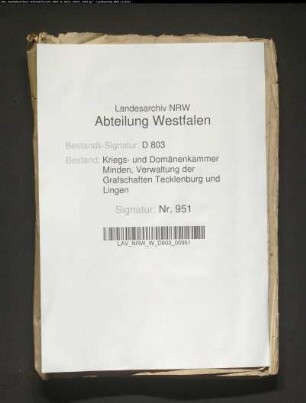 Landesarchiv NRW
Abteilung Westfalen
Bestands-Signatur: D 803
Bestand: Kriegs- und Domänenkammer
Minden, Verwaltung der
Grafschaften Tecklenburg und
Lingen
Signatur: Nr. 951
LAV_NRW_W_D803_00951